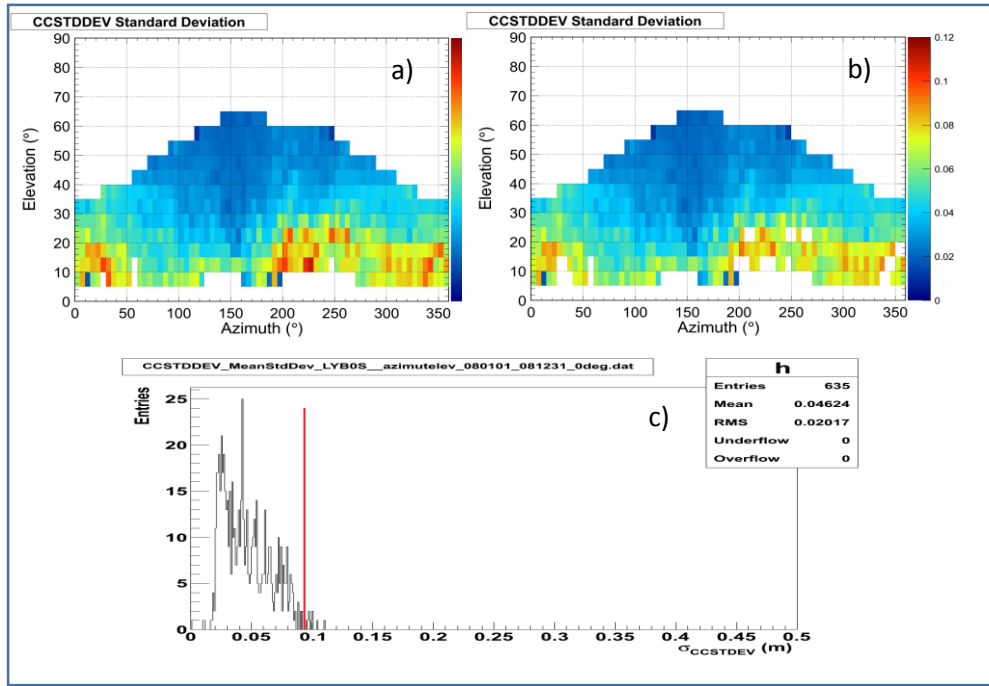 CCSTDDEV Standard Deviation
a)
Elevation (°)
90
80
70
60
50
40
30
20
10
0
0 50 100 150 200 250 300 350
Azimuth (°)
CCSTDDEV Standard Deviation
b)
Elevation (°)
90
80
70
60
50
40
30
20
10
0
0 50 100 150 200 250 300 350
Azimuth (°)
0.12
0.1
0.08
0.06
0.04
0.02
0
CCSTDDEV_MeanStdDev_LYB0S__azimutelev_080101_081231_0deg.dat
c)
h
Entries 635
Mean 0.04624
RMS 0.02017
Underflow 0
Overflow 0
Entries
25
20
15
10
5
0
0 0.05 0.1 0.15 0.2 0.25 0.3 0.35 0.4 0.45 0.5
σCCSTDEV (m)